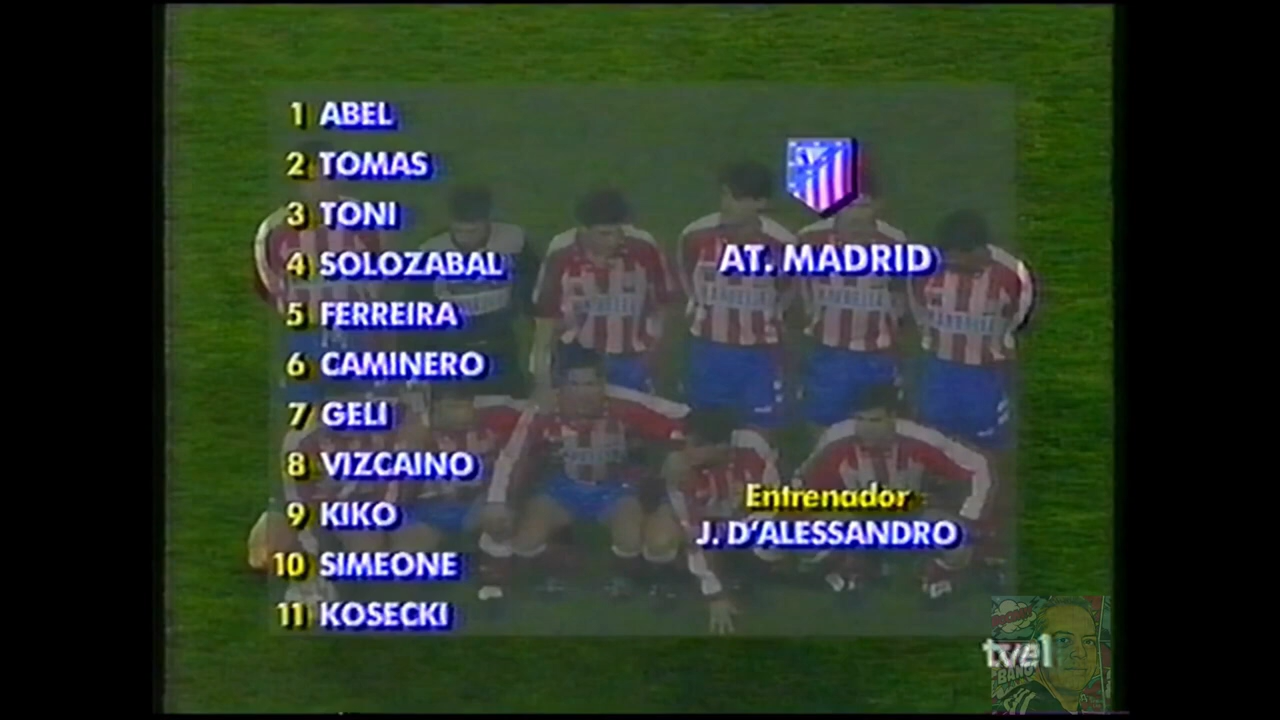 1 ABEL
2 TOMAS
3 TONI
4 SOLOZABAL
5 FERREIRA
6 CAMINERO
7 GELI
8 VIZCAINO
9 KIKO
10 SIMEONE
11 KOSECKI
AT. MADRID
Entrenador
J. D'ALESSANDRO
tve1
BANG